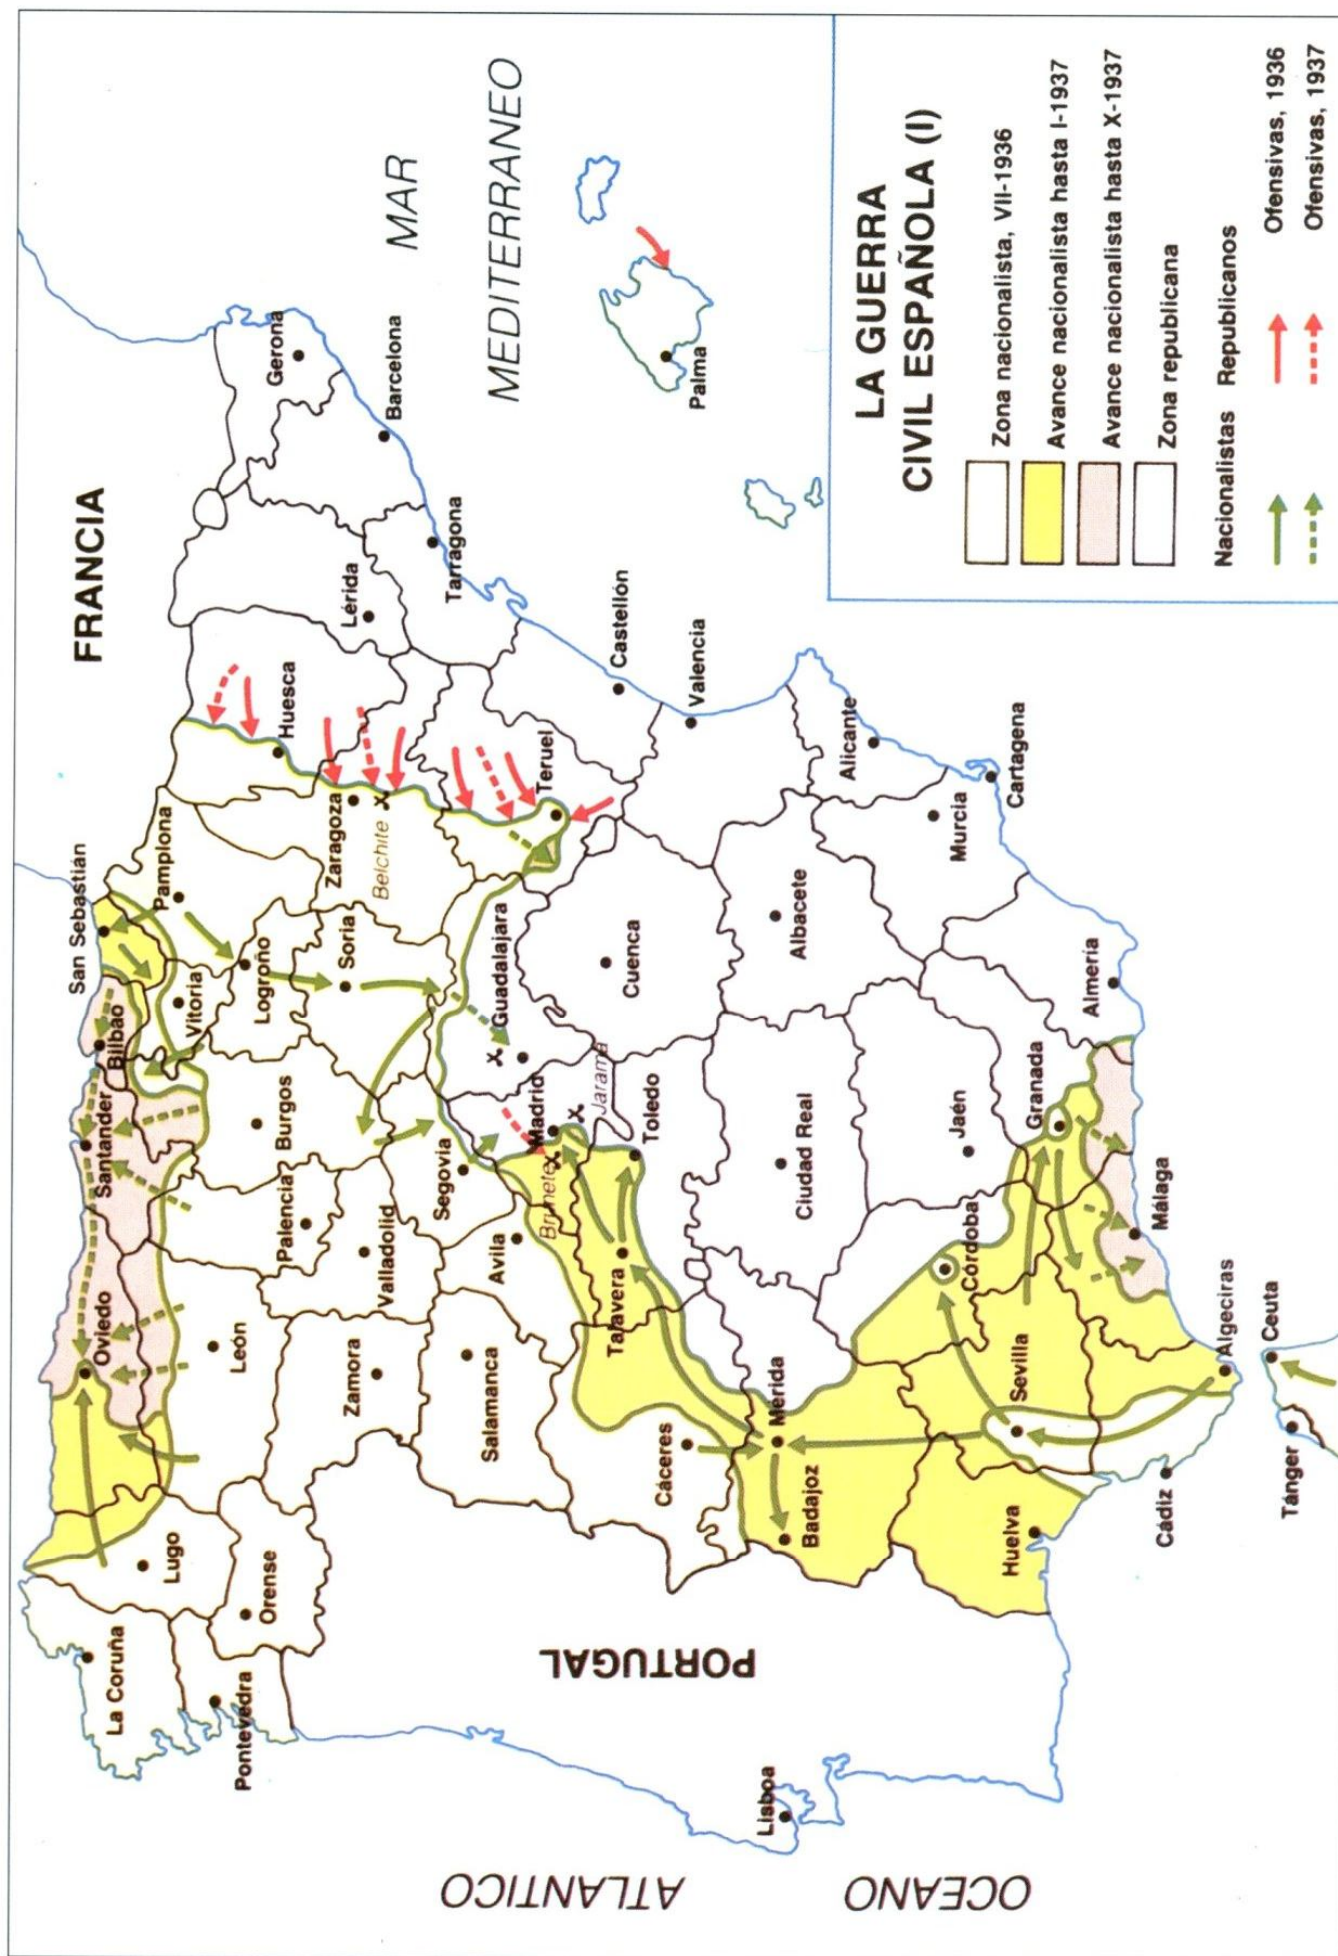 FRANCIA
MAR
MEDITERRANEO
OCEANO
ATLANTICO
PORTUGAL
La Coruña
Lugo
Pontevedra
Orense
Oviedo
Santander
Bilbao
San Sebastián
Pamplona
Vitoria
Logroño
León
Burgos
Palencia
Zamora
Valladolid
Soria
Zaragoza
Belchite
Huesca
Lérida
Gerona
Barcelona
Tarragona
Salamanca
Segovia
Avila
Guadalajara
Madrid
Brunete
Jarama
Teruel
Castellón
Cuenca
Toledo
Talavera
Cáceres
Valencia
Palma
Lisboa
Mérida
Badajoz
Ciudad Real
Albacete
Alicante
Murcia
Cartagena
Córdoba
Jaén
Huelva
Sevilla
Granada
Almería
Málaga
Cádiz
Algeciras
Ceuta
Tánger
LA GUERRA
CIVIL ESPAÑOLA (I)
Zona nacionalista, VII-1936
Avance nacionalista hasta I-1937
Avance nacionalista hasta X-1937
Zona republicana
Nacionalistas Republicanos
Ofensivas, 1936
Ofensivas, 1937